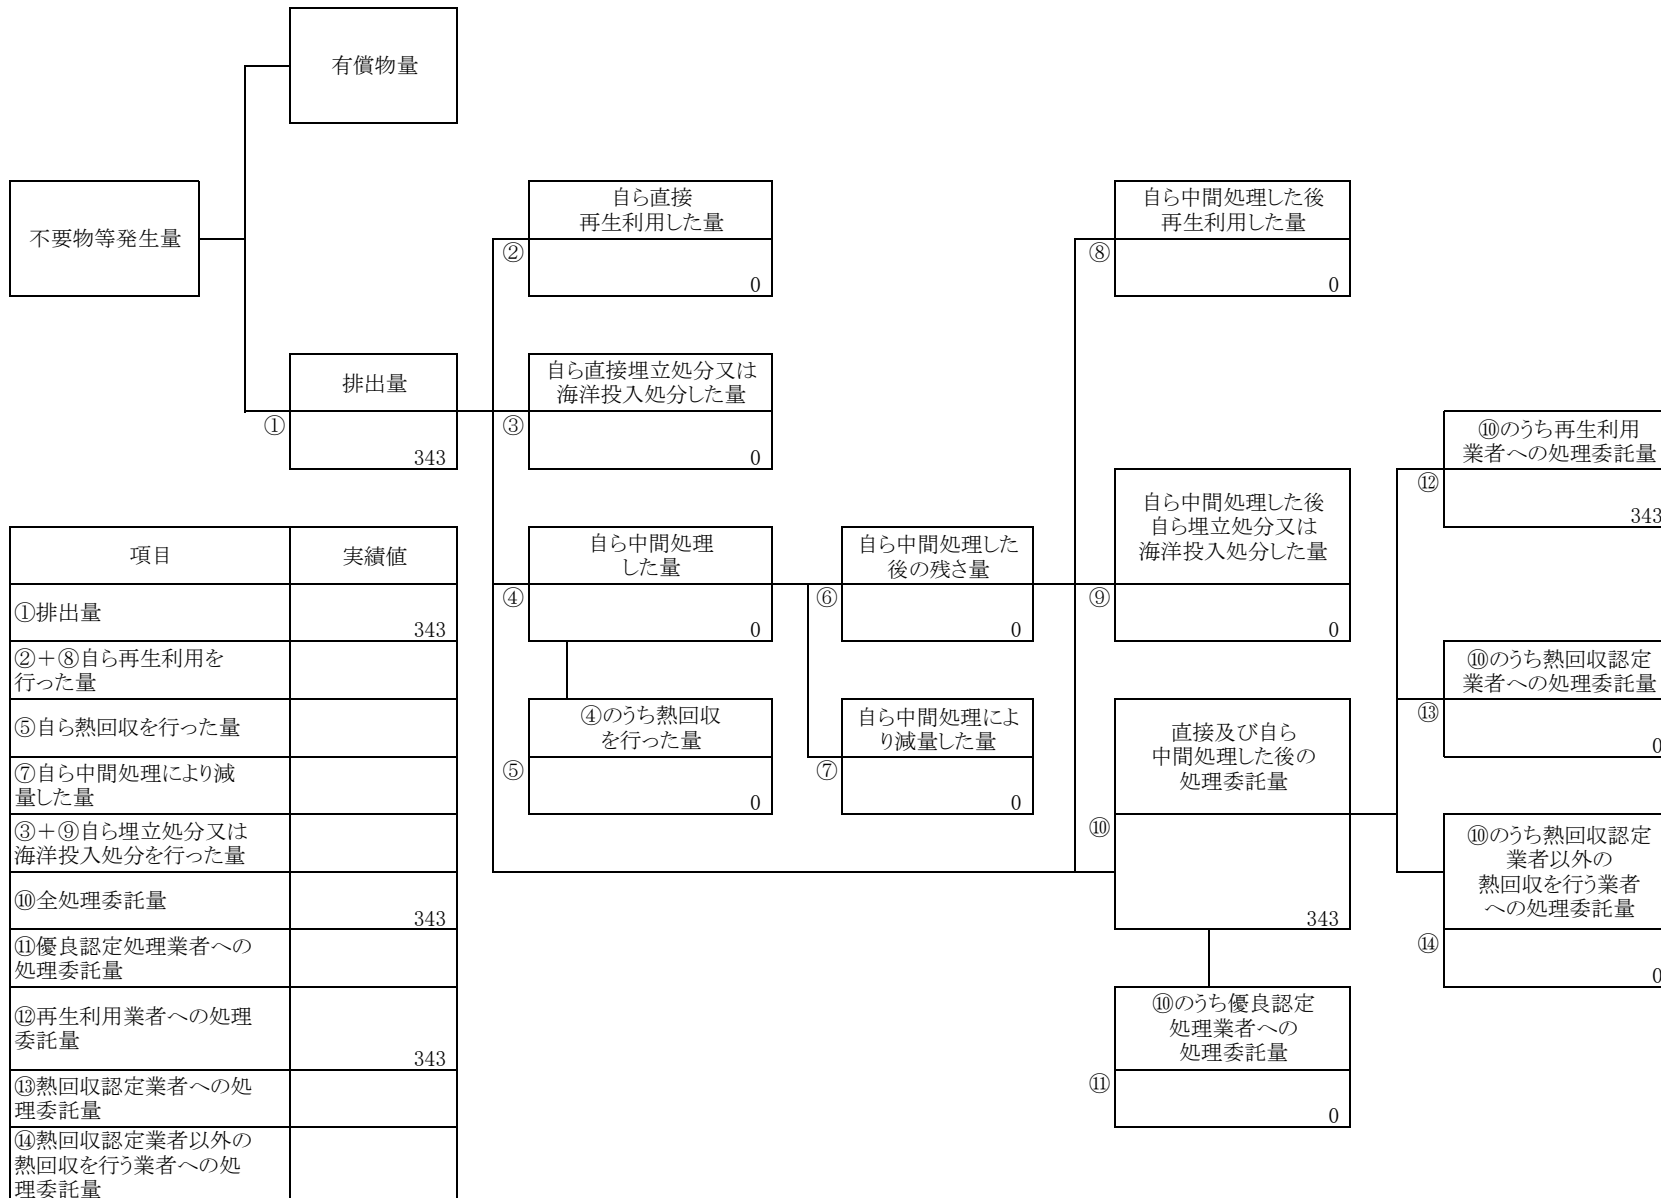 有償物量
不要物等発生量
自ら直接
再生利用した量
②
0
自ら中間処理した後
再生利用した量
⑧
0
排出量
①
343
自ら直接埋立処分又は
海洋投入処分した量
③
0
⑩のうち再生利用
業者への処理委託量
⑫
343
自ら中間処理
した量
④
0
自ら中間処理した
後の残さ量
⑥
0
自ら中間処理した後
自ら埋立処分又は
海洋投入処分した量
⑨
0
⑩のうち熱回収認定
業者への処理委託量
⑬
0
④のうち熱回収
を行った量
⑤
0
自ら中間処理によ
り減量した量
⑦
0
直接及び自ら
中間処理した後の
処理委託量
⑩
343
⑩のうち熱回収認定
業者以外の
熱回収を行う業者
への処理委託量
⑭
0
⑩のうち優良認定
処理業者への
処理委託量
⑪
0
項目 実績値
①排出量 343
②+⑧自ら再生利用を
行った量
⑤自ら熱回収を行った量
⑦自ら中間処理により減
量した量
③+⑨自ら埋立処分又は
海洋投入処分を行った量
⑩全処理委託量 343
⑪優良認定処理業者への
処理委託量
⑫再生利用業者への処理
委託量 343
⑬熱回収認定業者への処
理委託量
⑭熱回収認定業者以外の
熱回収を行う業者への処
理委託量